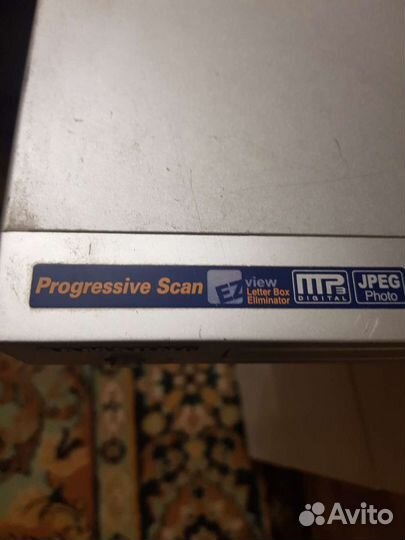 Progressive Scan
EZ view
Letter Box
Eliminator
MP3
DIGITAL
JPEG
Photo
Avito